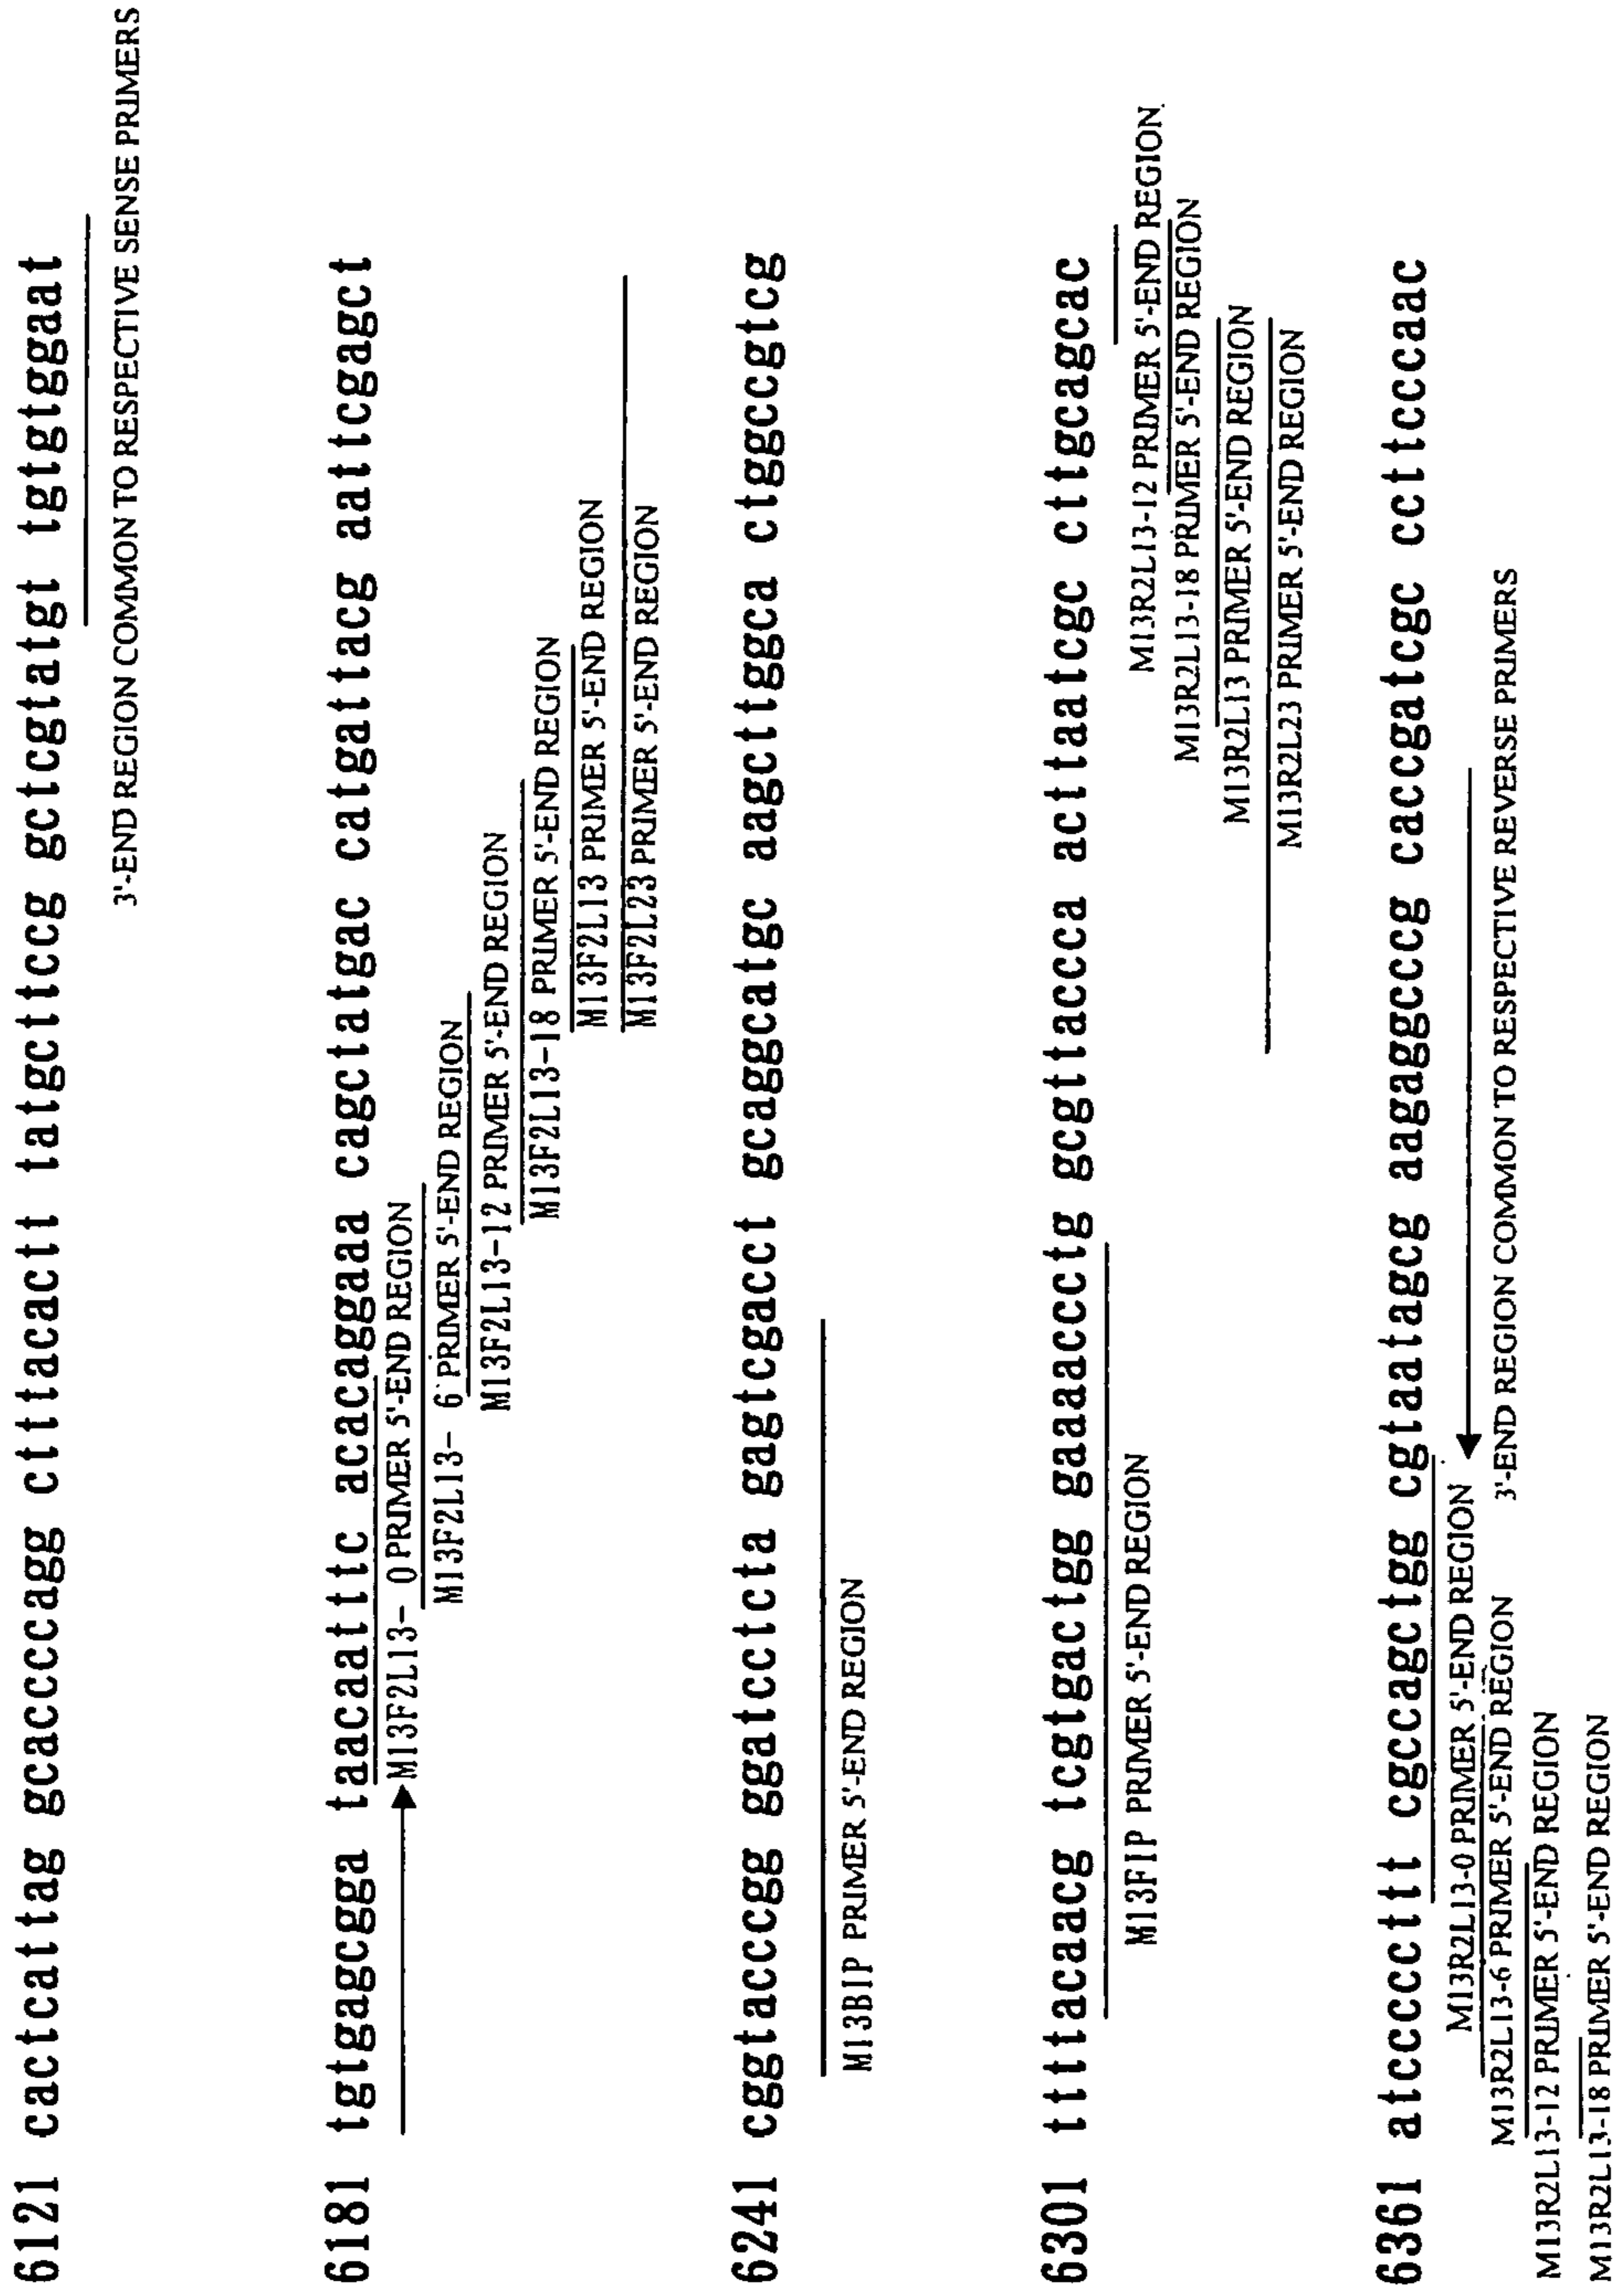 6121 cactcattag gcaccccagg ctttacactt tatgcttccg gctcgtatgt tgtgtggaat
3'-END REGION COMMON TO RESPECTIVE SENSE PRIMERS
6181 tgtgagcgga taacaatttc acacaggaaa cagctatgac catgattacg aattcgagct
M13F2L13- 0 PRIMER 5'-END REGION
M13F2L13- 6 PRIMER 5'-END REGION
M13F2L13-12 PRIMER 5'-END REGION
M13F2L13-18 PRIMER 5'-END REGION
M13F2L13 PRIMER 5'-END REGION
M13F2L23 PRIMER 5'-END REGION
6241 cggtacccgg ggatcctcta gagtcgacct gcaggcatgc aagcttggca ctggccgtcg
M13BIP PRIMER 5'-END REGION
6301 ttttacaacg tcgtgactgg gaaaaccctg gcgttaccca acttaatcgc cttgcagcac
M13FIP PRIMER 5'-END REGION
M13R2L13-12 PRIMER 5'-END REGION
M13R2L13-18 PRIMER 5'-END REGION
M13R2L13 PRIMER 5'-END REGION
M13R2L23 PRIMER 5'-END REGION
6361 atcccccttt cgccagctgg cgtaatagcg aagaggcccg caccgatcgc ccttcccaac
M13R2L13-0 PRIMER 5'-END REGION
3'-END REGION COMMON TO RESPECTIVE REVERSE PRIMERS
M13R2L13-6 PRIMER 5'-END REGION
M13R2L13-12 PRIMER 5'-END REGION
M13R2L13-18 PRIMER 5'-END REGION